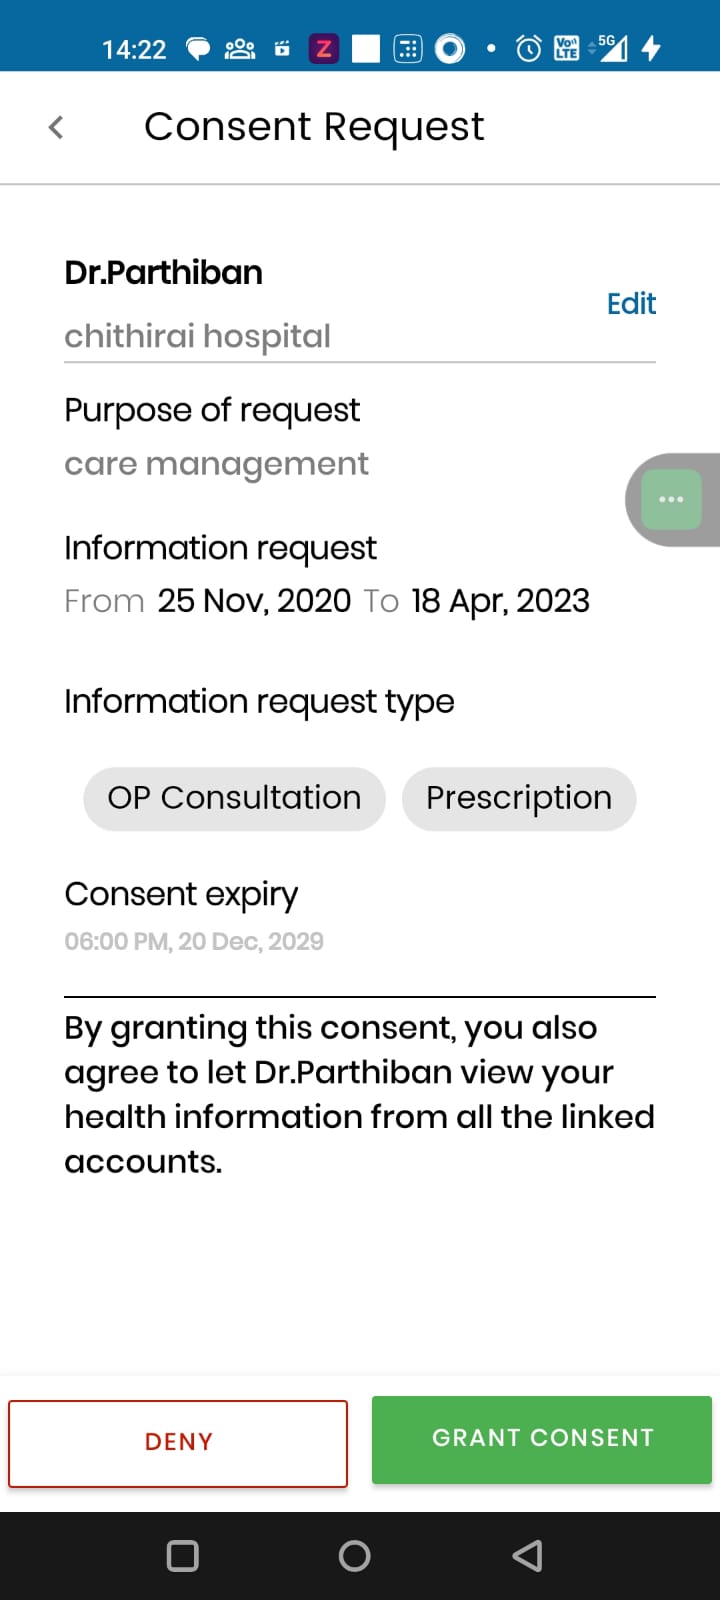 14:22 Z Vo)) LTE 5G
Consent Request
Dr.Parthiban
Edit
chithirai hospital
Purpose of request
care management
Information request
From 25 Nov, 2020 To 18 Apr, 2023
Information request type
OP Consultation Prescription
Consent expiry
06:00 PM, 20 Dec, 2029
By granting this consent, you also
agree to let Dr.Parthiban view your
health information from all the linked
accounts.
DENY GRANT CONSENT